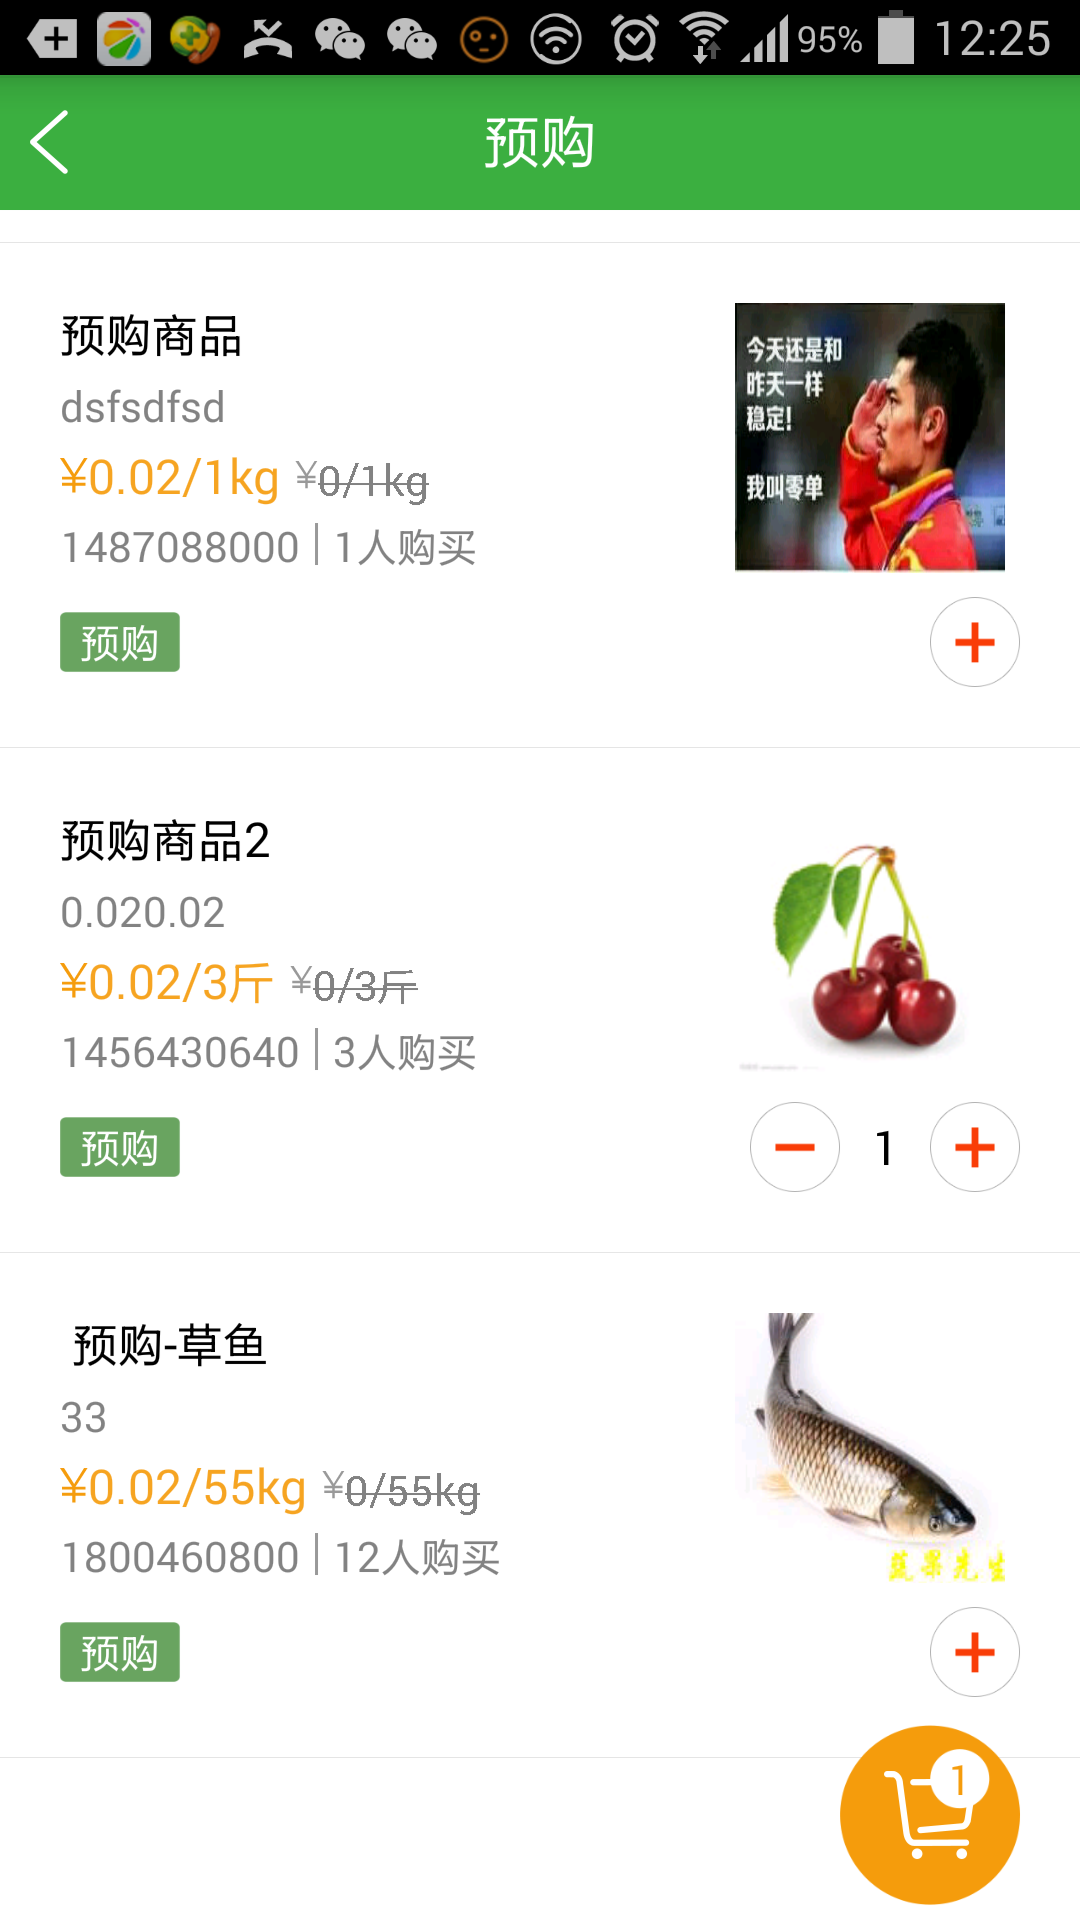 95% 12:25
预购
预购商品
dsfsdfsd
¥0.02/1kg ¥0/1kg
1487088000 | 1人购买
预购
今天还是和
昨天一样
稳定!
我叫零单
预购商品2
0.020.02
¥0.02/3斤 ¥0/3斤
1456430640 | 3人购买
预购
1
预购-草鱼
33
¥0.02/55kg ¥0/55kg
1800460800 | 12人购买
预购
蔬果先生
1